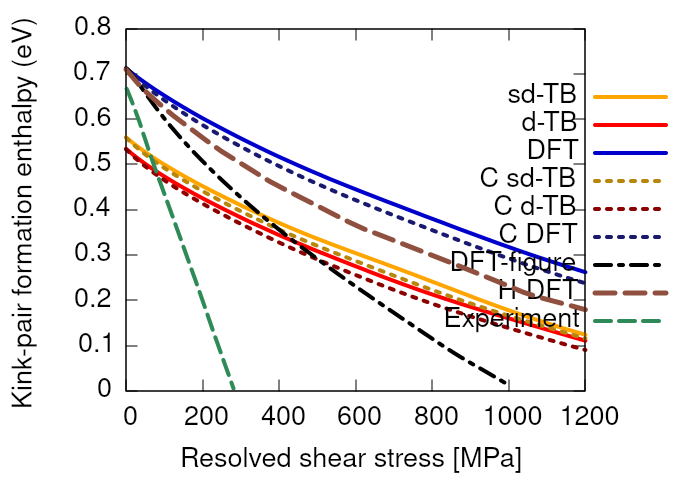 Kink-pair formation enthalpy (eV)
0.8
0.7
0.6
0.5
0.4
0.3
0.2
0.1
0
0 200 400 600 800 1000 1200
Resolved shear stress [MPa]
sd-TB
d-TB
DFT
C sd-TB
C d-TB
C DFT
DFT-figure
H DFT
Experiment